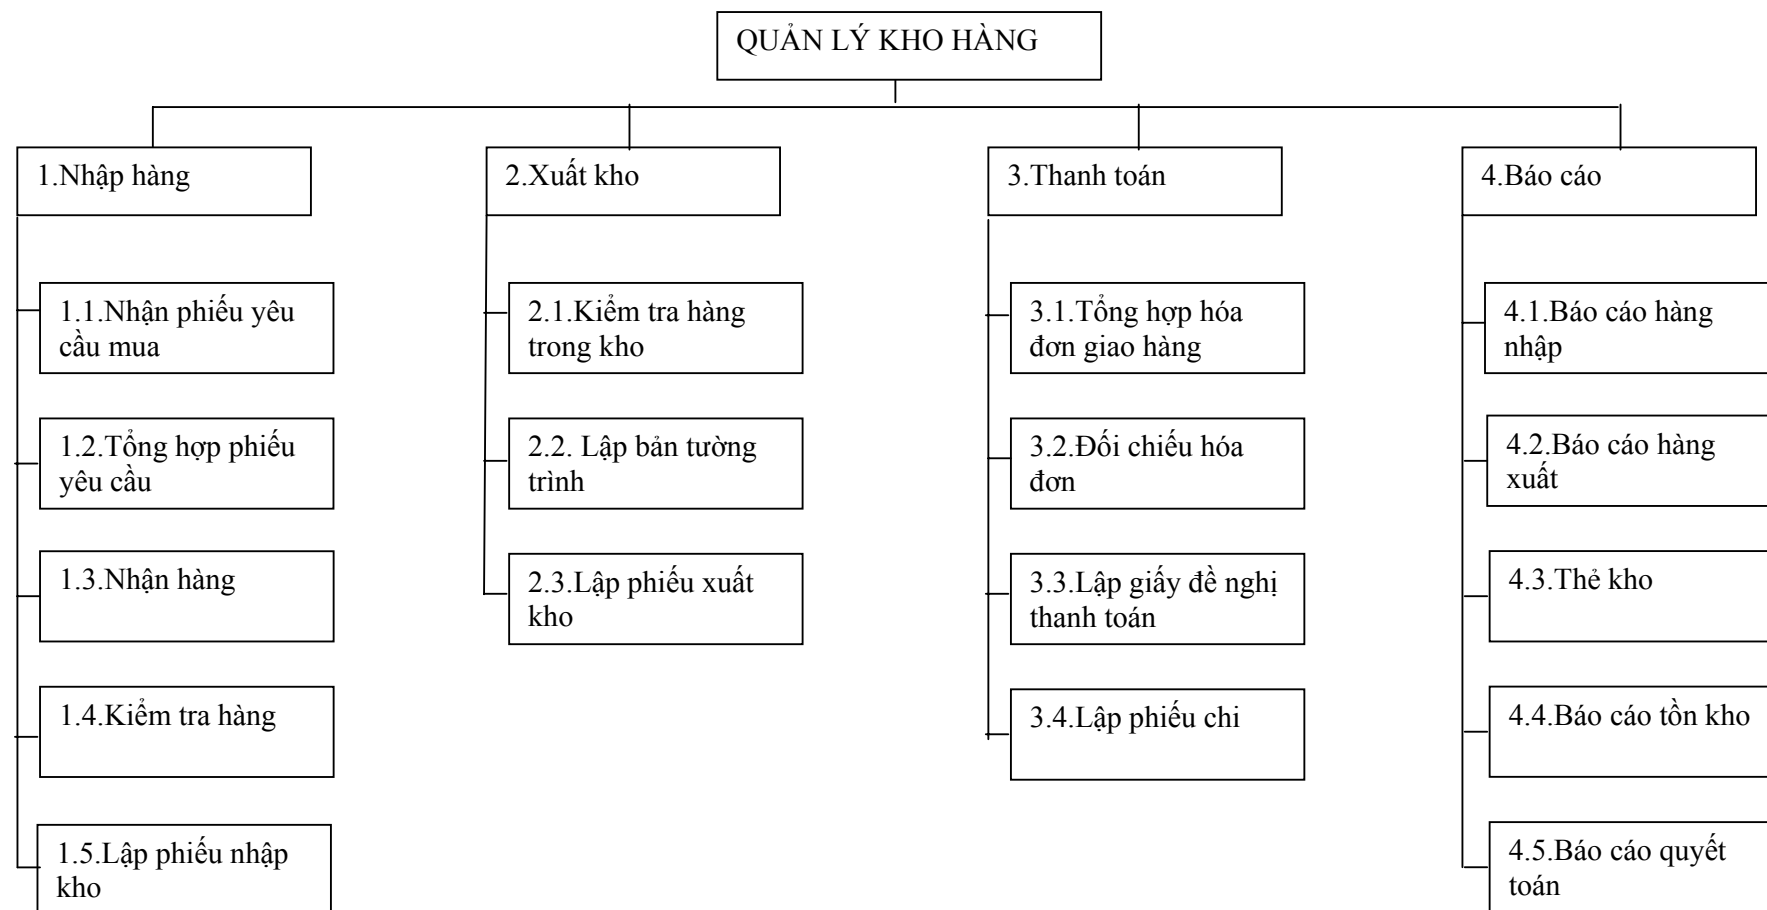 QUẢN LÝ KHO HÀNG
1.Nhập hàng
2.Xuất kho
3.Thanh toán
4.Báo cáo
1.1.Nhận phiếu yêu
cầu mua
2.1.Kiểm tra hàng
trong kho
3.1.Tổng hợp hóa
đơn giao hàng
4.1.Báo cáo hàng
nhập
1.2.Tổng hợp phiếu
yêu cầu
2.2. Lập bản tường
trình
3.2.Đối chiếu hóa
đơn
4.2.Báo cáo hàng
xuất
1.3.Nhận hàng
2.3.Lập phiếu xuất
kho
3.3.Lập giấy đề nghị
thanh toán
4.3.Thẻ kho
1.4.Kiểm tra hàng
3.4.Lập phiếu chi
4.4.Báo cáo tồn kho
1.5.Lập phiếu nhập
kho
4.5.Báo cáo quyết
toán